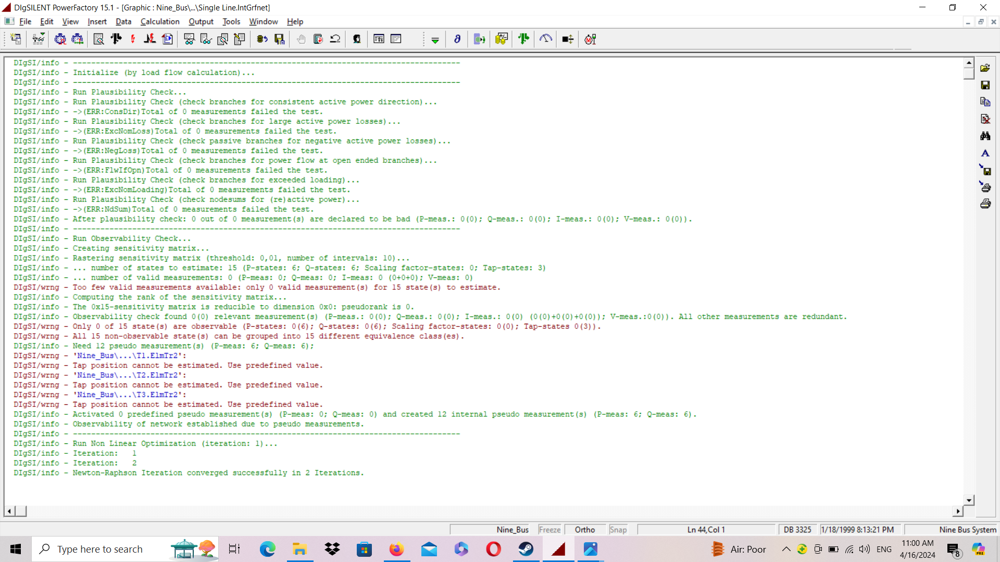 DIgSILENT PowerFactory 15.1 - [Graphic : Nine_Bus\...\Single Line.IntGrfnet]
File Edit View Insert Data Calculation Output Tools Window Help
DIgSI/info - -------------------------------------------------------------------------------------
DIgSI/info - Initialize (by load flow calculation)...
DIgSI/info - -------------------------------------------------------------------------------------
DIgSI/info - Run Plausibility Check...
DIgSI/info - Run Plausibility Check (check branches for consistent active power direction)...
DIgSI/info - ->(ERR:ConsDir)Total of 0 measurements failed the test.
DIgSI/info - Run Plausibility Check (check branches for large active power losses)...
DIgSI/info - ->(ERR:ExcNomLoss)Total of 0 measurements failed the test.
DIgSI/info - Run Plausibility Check (check passive branches for negative active power losses)...
DIgSI/info - ->(ERR:NegLoss)Total of 0 measurements failed the test.
DIgSI/info - Run Plausibility Check (check branches for power flow at open ended branches)...
DIgSI/info - ->(ERR:FlwIfOpn)Total of 0 measurements failed the test.
DIgSI/info - Run Plausibility Check (check branches for exceeded loading)...
DIgSI/info - ->(ERR:ExcNomLoading)Total of 0 measurements failed the test.
DIgSI/info - Run Plausibility Check (check nodesums for (re)active power)...
DIgSI/info - ->(ERR:NdSum)Total of 0 measurements failed the test.
DIgSI/info - After plausibility check: 0 out of 0 measurement(s) are declared to be bad (P-meas.: 0(0); Q-meas.: 0(0); I-meas.: 0(0); V-meas.: 0(0)).
DIgSI/info - -------------------------------------------------------------------------------------
DIgSI/info - Run Observability Check...
DIgSI/info - Creating sensitivity matrix...
DIgSI/info - Rastering sensitivity matrix (threshold: 0,01, number of intervals: 10)...
DIgSI/info - ... number of states to estimate: 15 (P-states: 6; Q-states: 6; Scaling factor-states: 0; Tap-states: 3)
DIgSI/info - ... number of valid measurements: 0 (P-meas: 0; Q-meas: 0; I-meas: 0 (0+0+0); V-meas: 0)
DIgSI/wrng - Too few valid measurements available: only 0 valid measurement(s) for 15 state(s) to estimate.
DIgSI/info - Computing the rank of the sensitivity matrix...
DIgSI/info - The 0x15-sensitivity matrix is reducible to dimension 0x0: pseudorank is 0.
DIgSI/info - Observability check found 0(0) relevant measurement(s) (P-meas.: 0(0); Q-meas.: 0(0); I-meas.: 0(0) (0(0)+0(0)+0(0)); V-meas.:0(0)). All other measurements are redundant.
DIgSI/wrng - Only 0 of 15 state(s) are observable (P-states: 0(6); Q-states: 0(6); Scaling factor-states: 0(0); Tap-states 0(3)).
DIgSI/wrng - All 15 non-observable state(s) can be grouped into 15 different equivalence class(es).
DIgSI/info - Need 12 pseudo measurement(s) (P-meas: 6; Q-meas: 6);
DIgSI/wrng - 'Nine_Bus\...\T1.ElmTr2':
DIgSI/wrng - Tap position cannot be estimated. Use predefined value.
DIgSI/wrng - 'Nine_Bus\...\T2.ElmTr2':
DIgSI/wrng - Tap position cannot be estimated. Use predefined value.
DIgSI/wrng - 'Nine_Bus\...\T3.ElmTr2':
DIgSI/wrng - Tap position cannot be estimated. Use predefined value.
DIgSI/info - Activated 0 predefined pseudo measurement(s) (P-meas: 0; Q-meas: 0) and created 12 internal pseudo measurement(s) (P-meas: 6; Q-meas: 6).
DIgSI/info - Observability of network established due to pseudo measurements.
DIgSI/info - -------------------------------------------------------------------------------------
DIgSI/info - Run Non Linear Optimization (iteration: 1)...
DIgSI/info - Iteration: 1
DIgSI/info - Iteration: 2
DIgSI/info - Newton-Raphson Iteration converged successfully in 2 Iterations.
Nine_Bus Freeze Ortho Snap Ln 44,Col 1 DB 3325 1/18/1999 8:13:21 PM Nine Bus System
Type here to search Air: Poor ENG 11:00 AM
4/16/2024 8 PRE